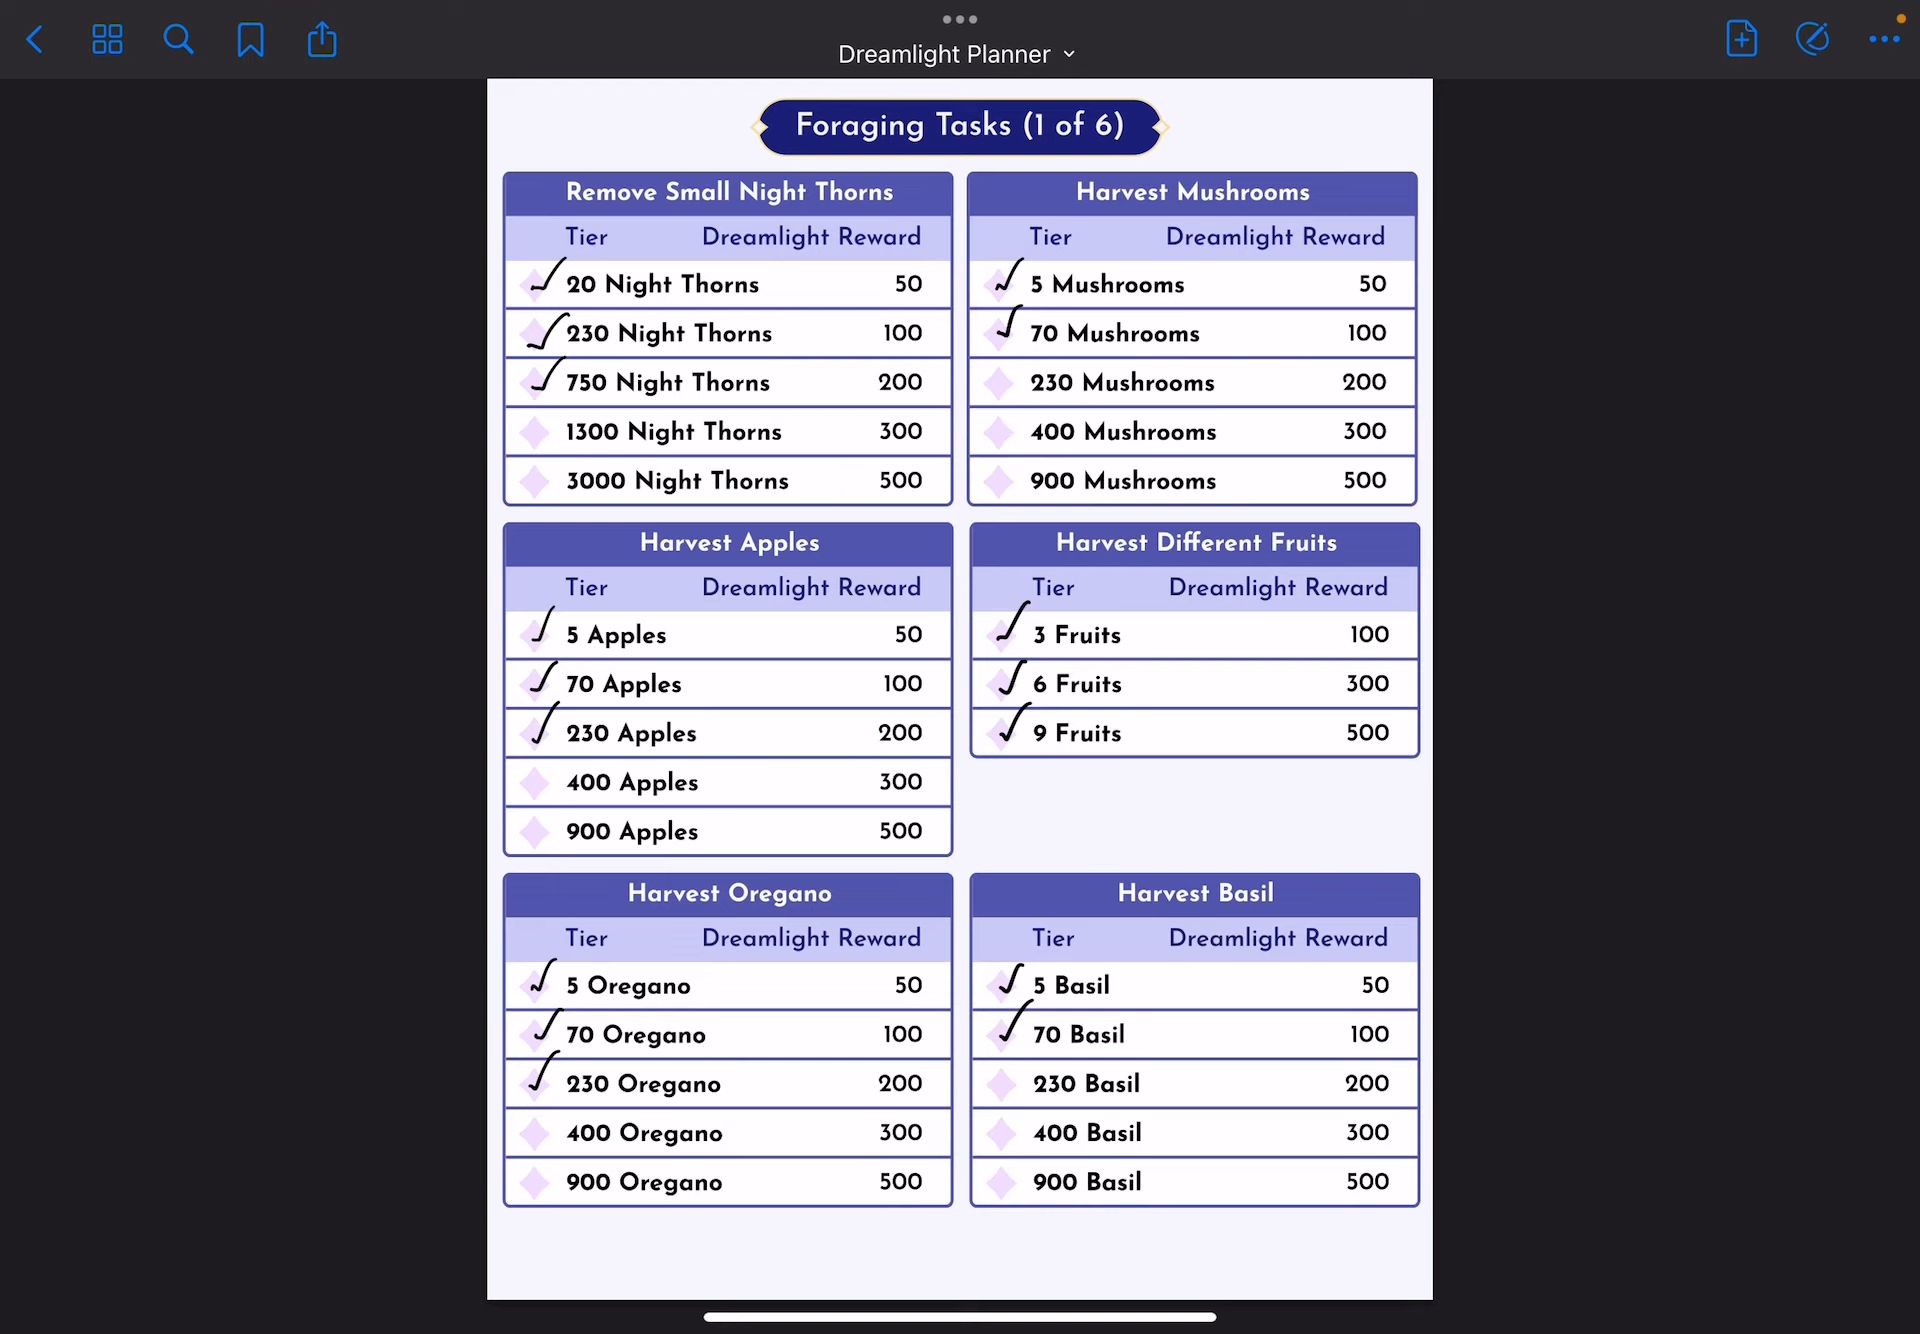 Dreamlight Planner
Foraging Tasks (1 of 6)
Remove Small Night Thorns
Tier Dreamlight Reward
20 Night Thorns 50
230 Night Thorns 100
750 Night Thorns 200
1300 Night Thorns 300
3000 Night Thorns 500
Harvest Mushrooms
Tier Dreamlight Reward
5 Mushrooms 50
70 Mushrooms 100
230 Mushrooms 200
400 Mushrooms 300
900 Mushrooms 500
Harvest Apples
Tier Dreamlight Reward
5 Apples 50
70 Apples 100
230 Apples 200
400 Apples 300
900 Apples 500
Harvest Different Fruits
Tier Dreamlight Reward
3 Fruits 100
6 Fruits 300
9 Fruits 500
Harvest Oregano
Tier Dreamlight Reward
5 Oregano 50
70 Oregano 100
230 Oregano 200
400 Oregano 300
900 Oregano 500
Harvest Basil
Tier Dreamlight Reward
5 Basil 50
70 Basil 100
230 Basil 200
400 Basil 300
900 Basil 500